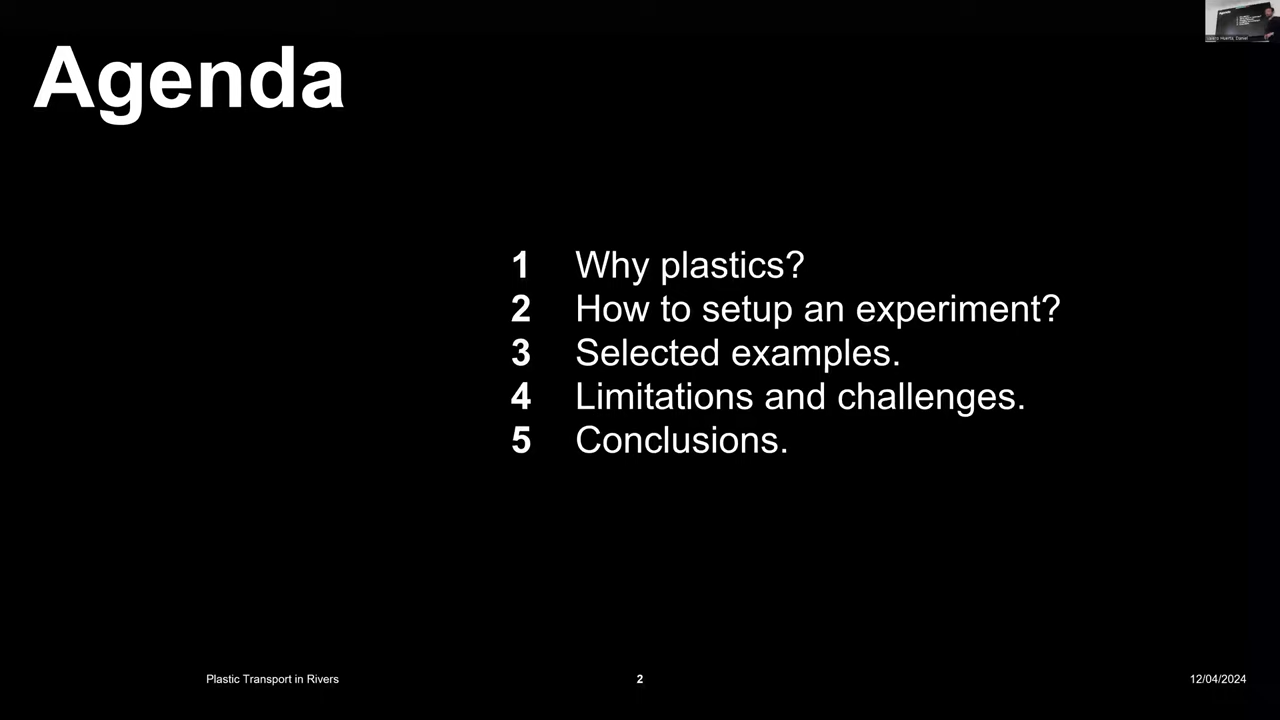 Agenda
1 Why plastics?
2 How to setup an experiment?
3 Selected examples.
4 Limitations and challenges.
5 Conclusions.
Plastic Transport in Rivers
2
12/04/2024